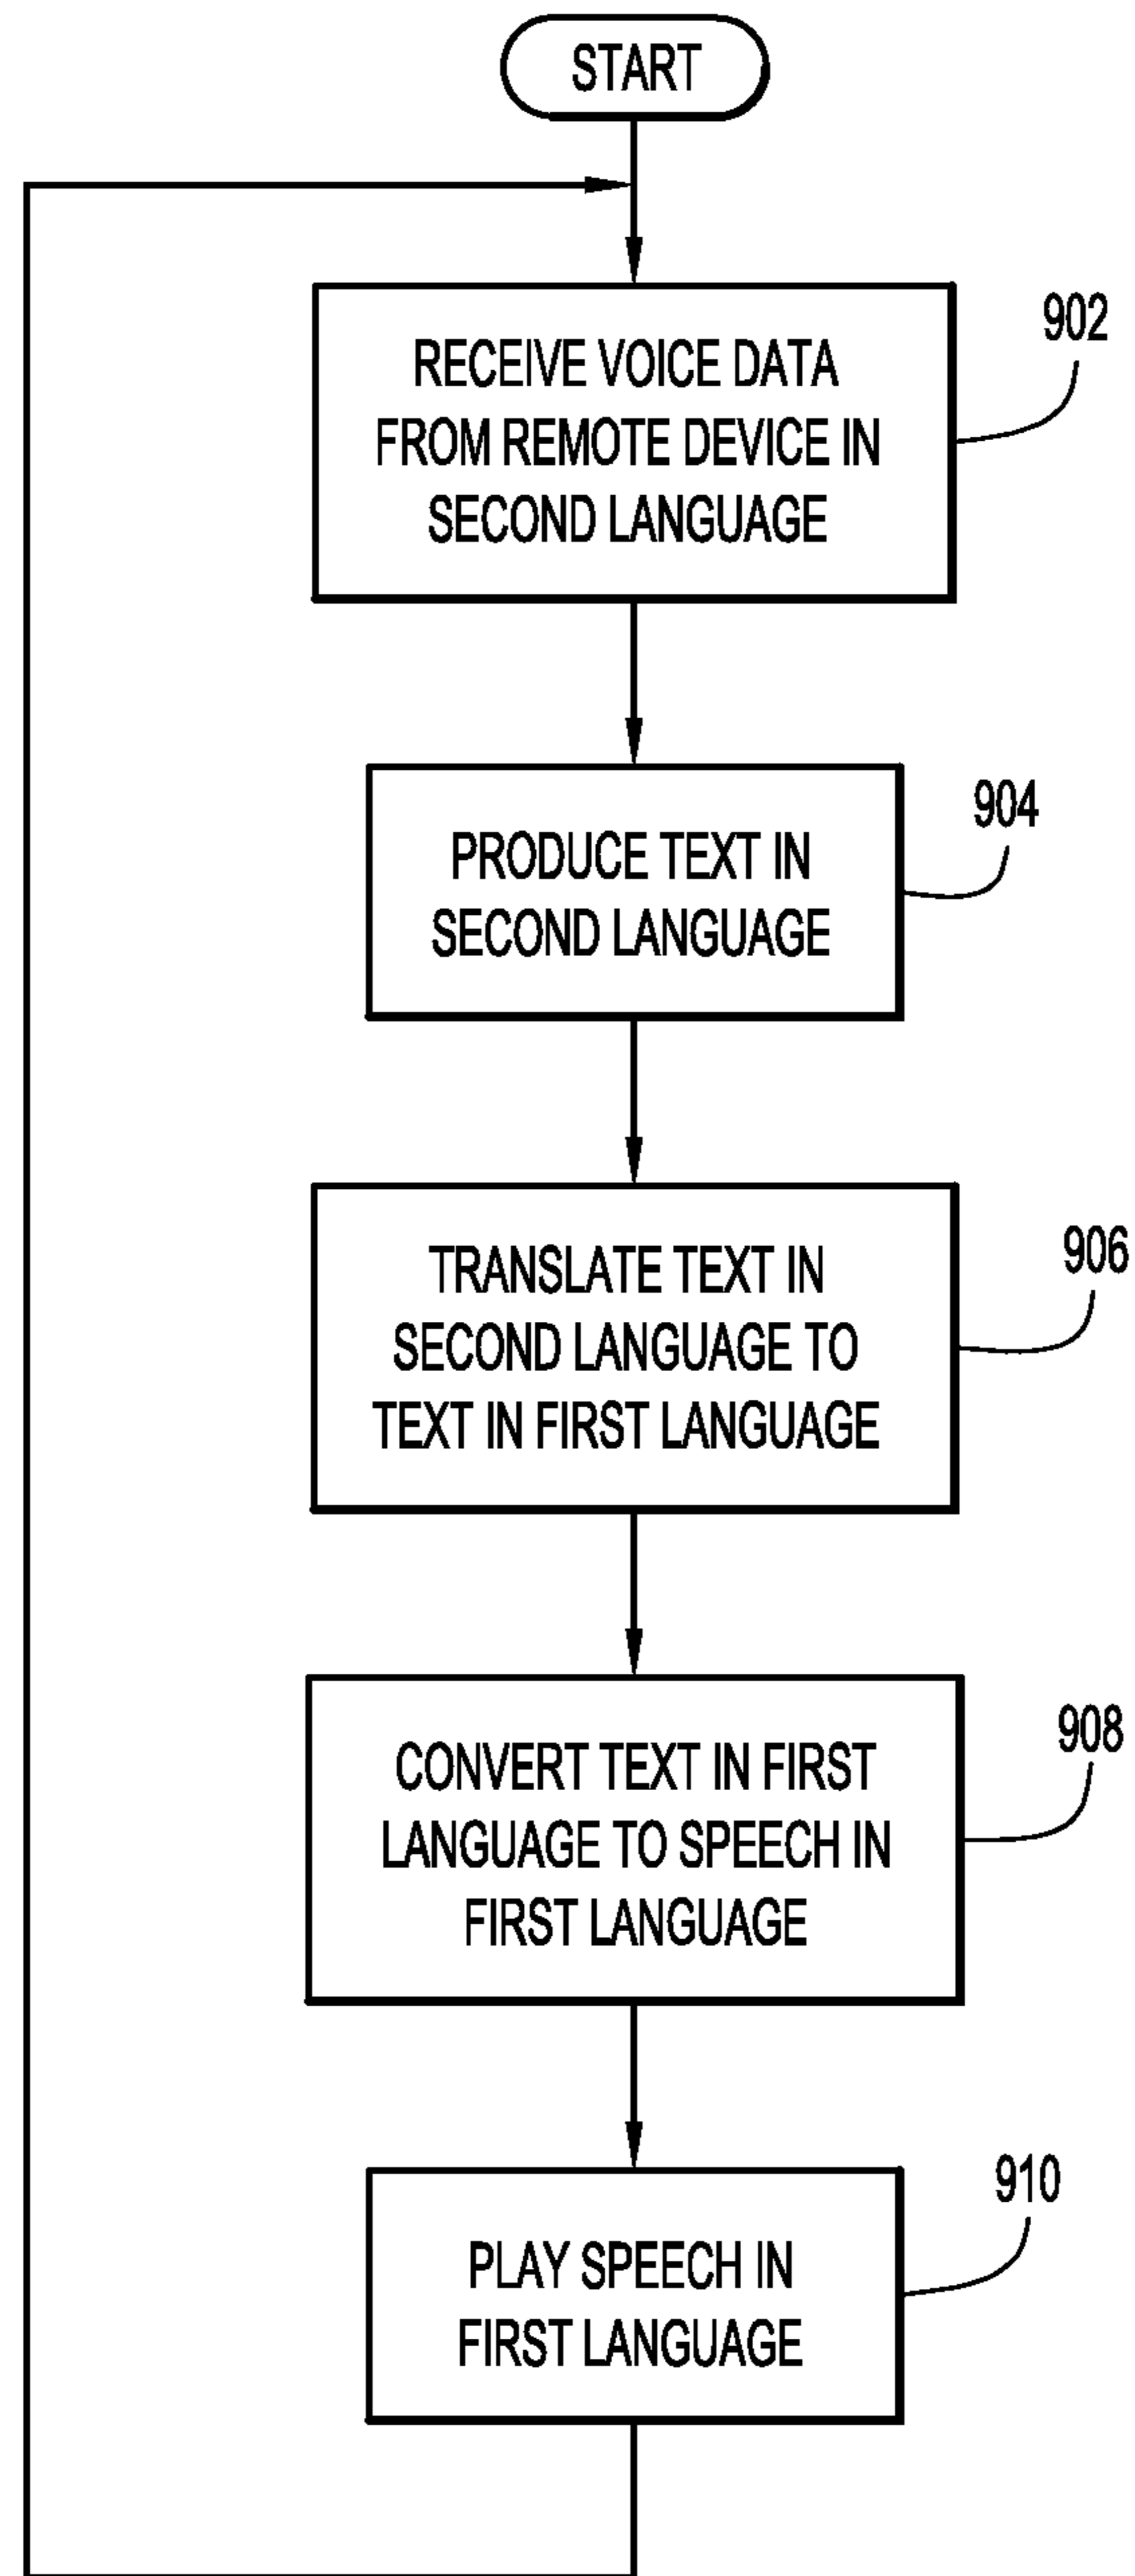 START
RECEIVE VOICE DATA
FROM REMOTE DEVICE IN
SECOND LANGUAGE
902
PRODUCE TEXT IN
SECOND LANGUAGE
904
TRANSLATE TEXT IN
SECOND LANGUAGE TO
TEXT IN FIRST LANGUAGE
906
CONVERT TEXT IN FIRST
LANGUAGE TO SPEECH IN
FIRST LANGUAGE
908
PLAY SPEECH IN
FIRST LANGUAGE
910